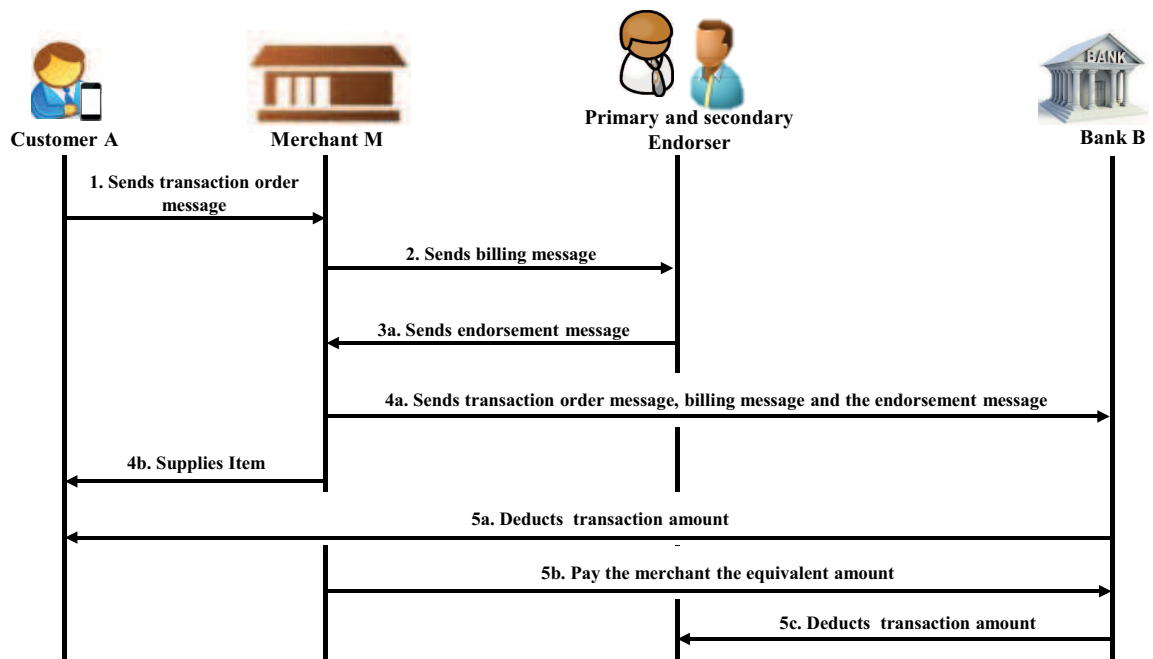 BANK
Customer A
Merchant M
Primary and secondary
Endorser
Bank B
1. Sends transaction order
message
2. Sends billing message
3a. Sends endorsement message
4a. Sends transaction order message, billing message and the endorsement message
4b. Supplies Item
5a. Deducts transaction amount
5b. Pay the merchant the equivalent amount
5c. Deducts transaction amount